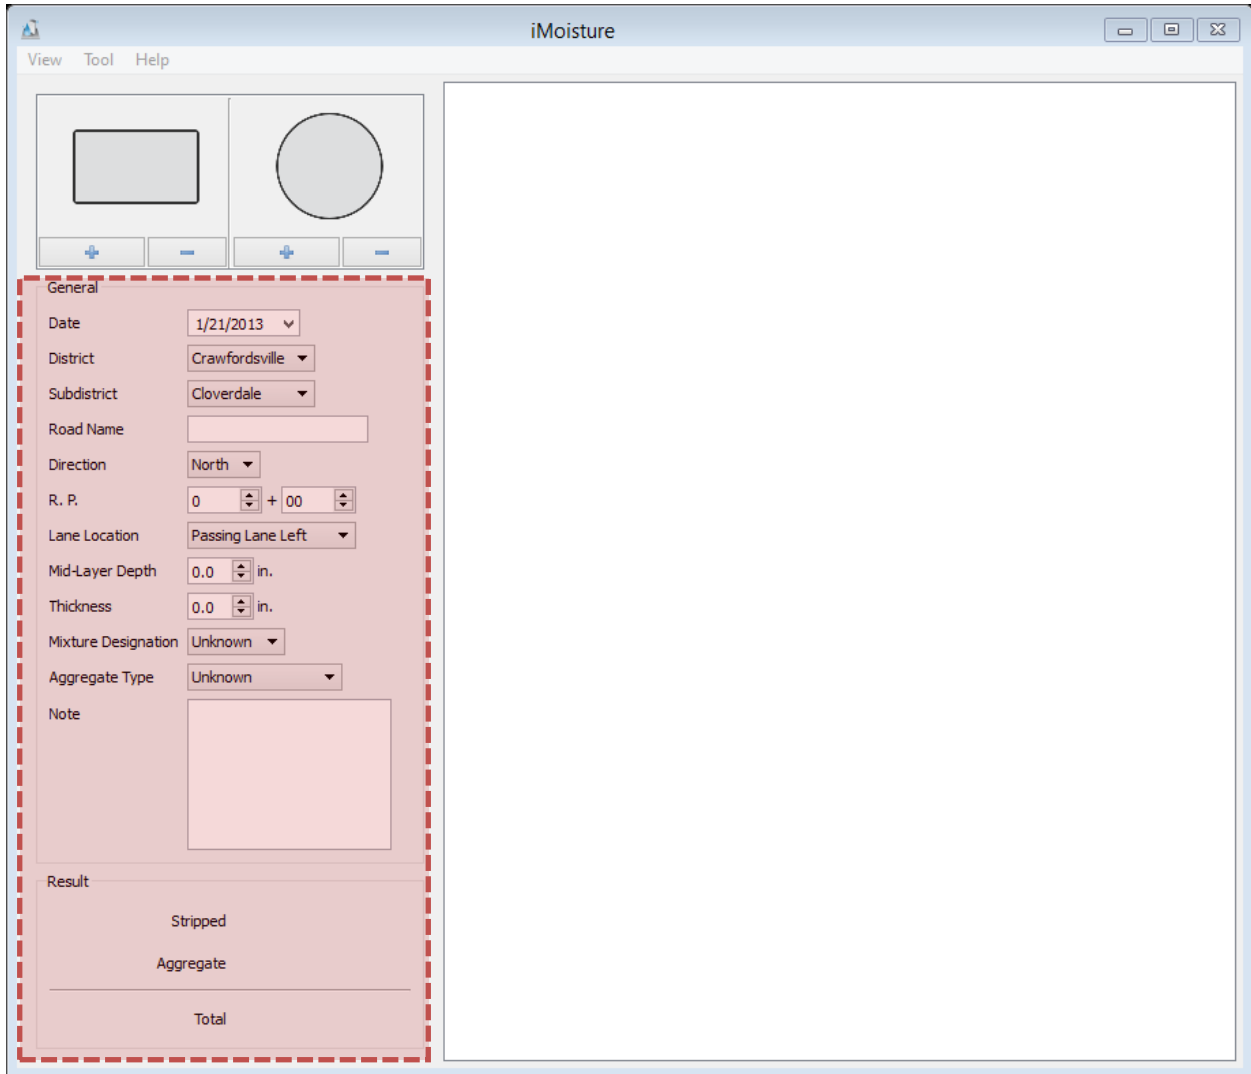 iMoisture
View Tool Help
General
Date 1/21/2013
District Crawfordsville
Subdistrict Cloverdale
Road Name
Direction North
R. P. 0 + 00
Lane Location Passing Lane Left
Mid-Layer Depth 0.0 in.
Thickness 0.0 in.
Mixture Designation Unknown
Aggregate Type Unknown
Note
Result
Stripped
Aggregate
Total